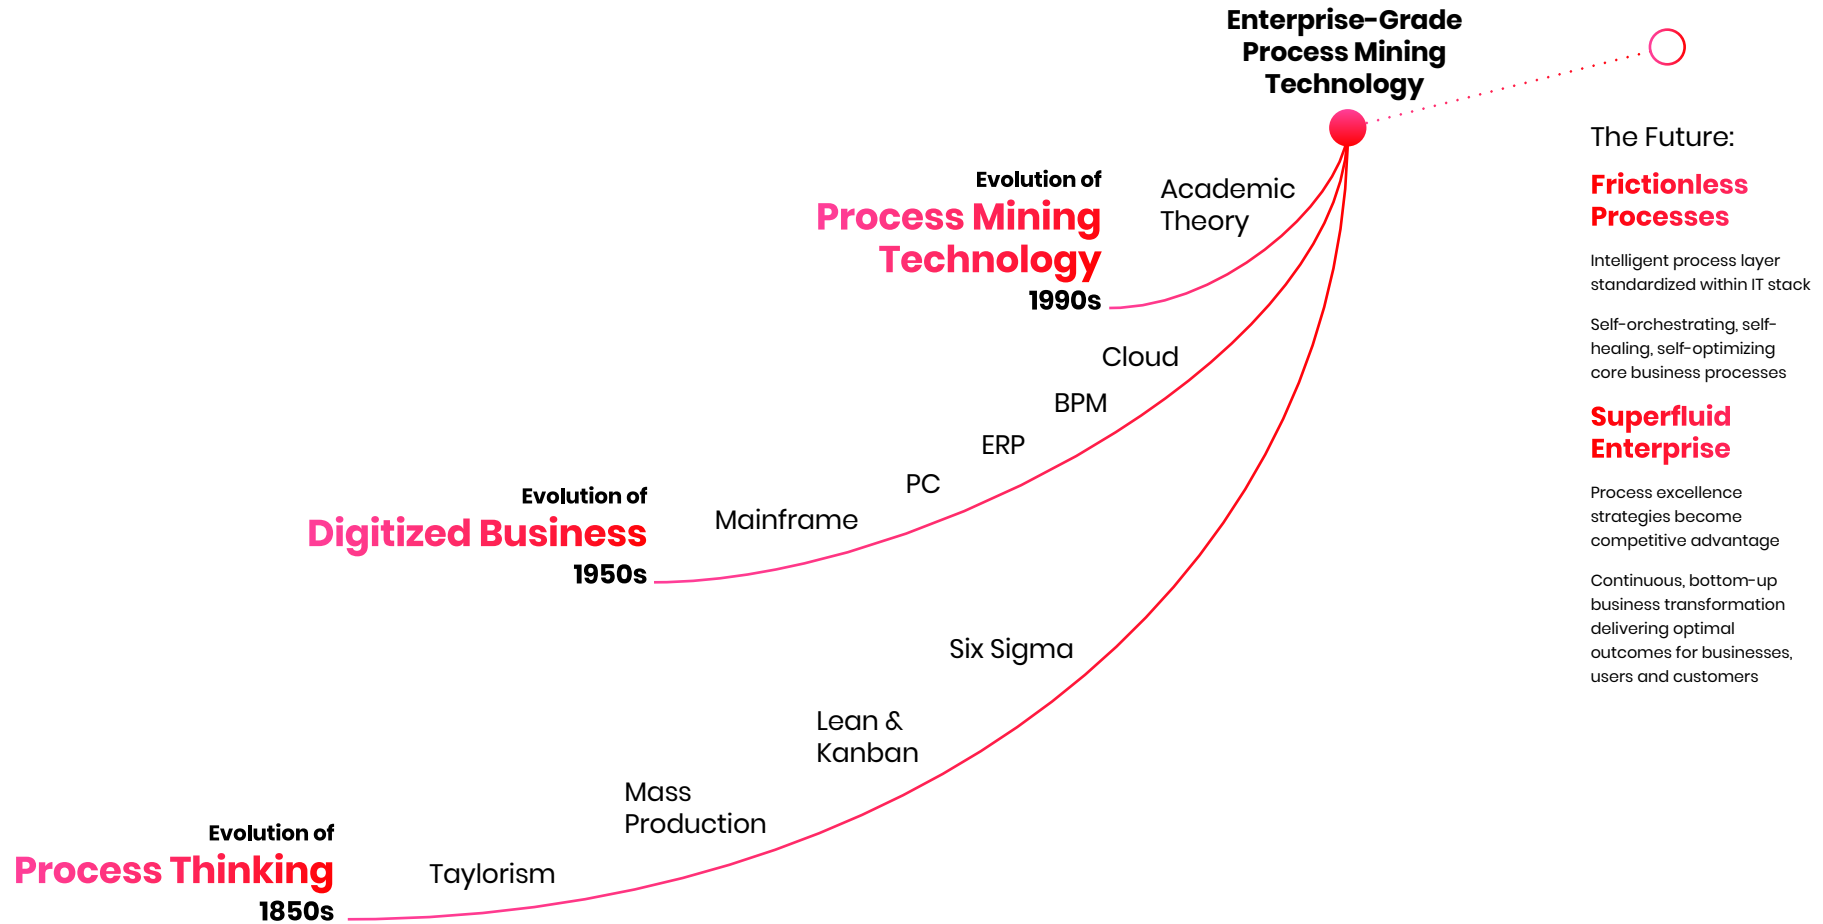 Enterprise-Grade
Process Mining
Technology
Evolution of
Process Mining
Technology
1990s
Academic
Theory
Evolution of
Digitized Business
1950s
Mainframe
PC
ERP
BPM
Cloud
Evolution of
Process Thinking
1850s
Taylorism
Mass
Production
Lean &
Kanban
Six Sigma
The Future:
Frictionless
Processes
Intelligent process layer
standardized within IT stack
Self-orchestrating, self-
healing, self-optimizing
core business processes
Superfluid
Enterprise
Process excellence
strategies become
competitive advantage
Continuous, bottom-up
business transformation
delivering optimal
outcomes for businesses,
users and customers